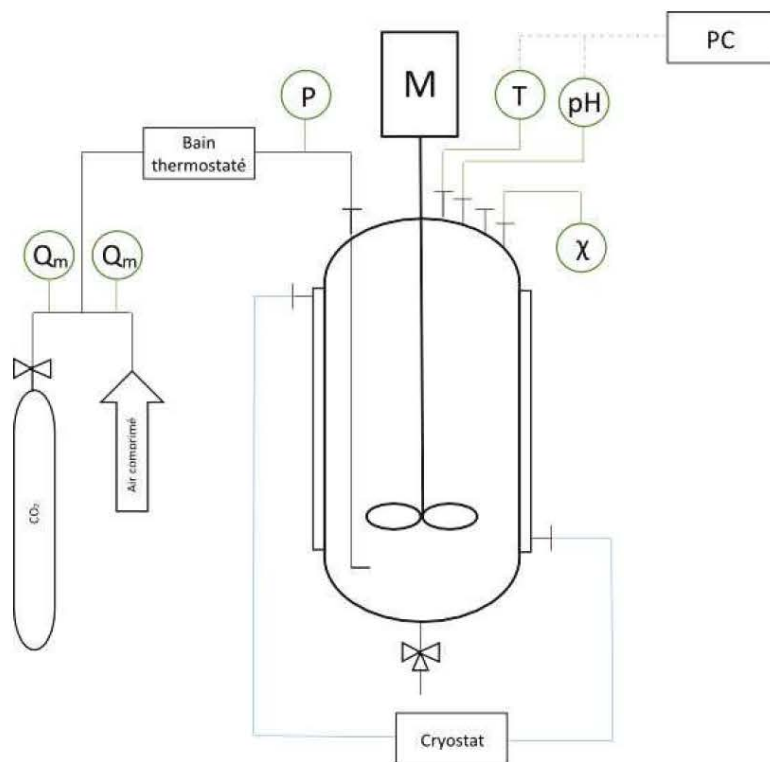 PC
M
P
T
pH
Bain
thermostaté
Qm
Qm
χ
Air comprimé
CO₂
Cryostat